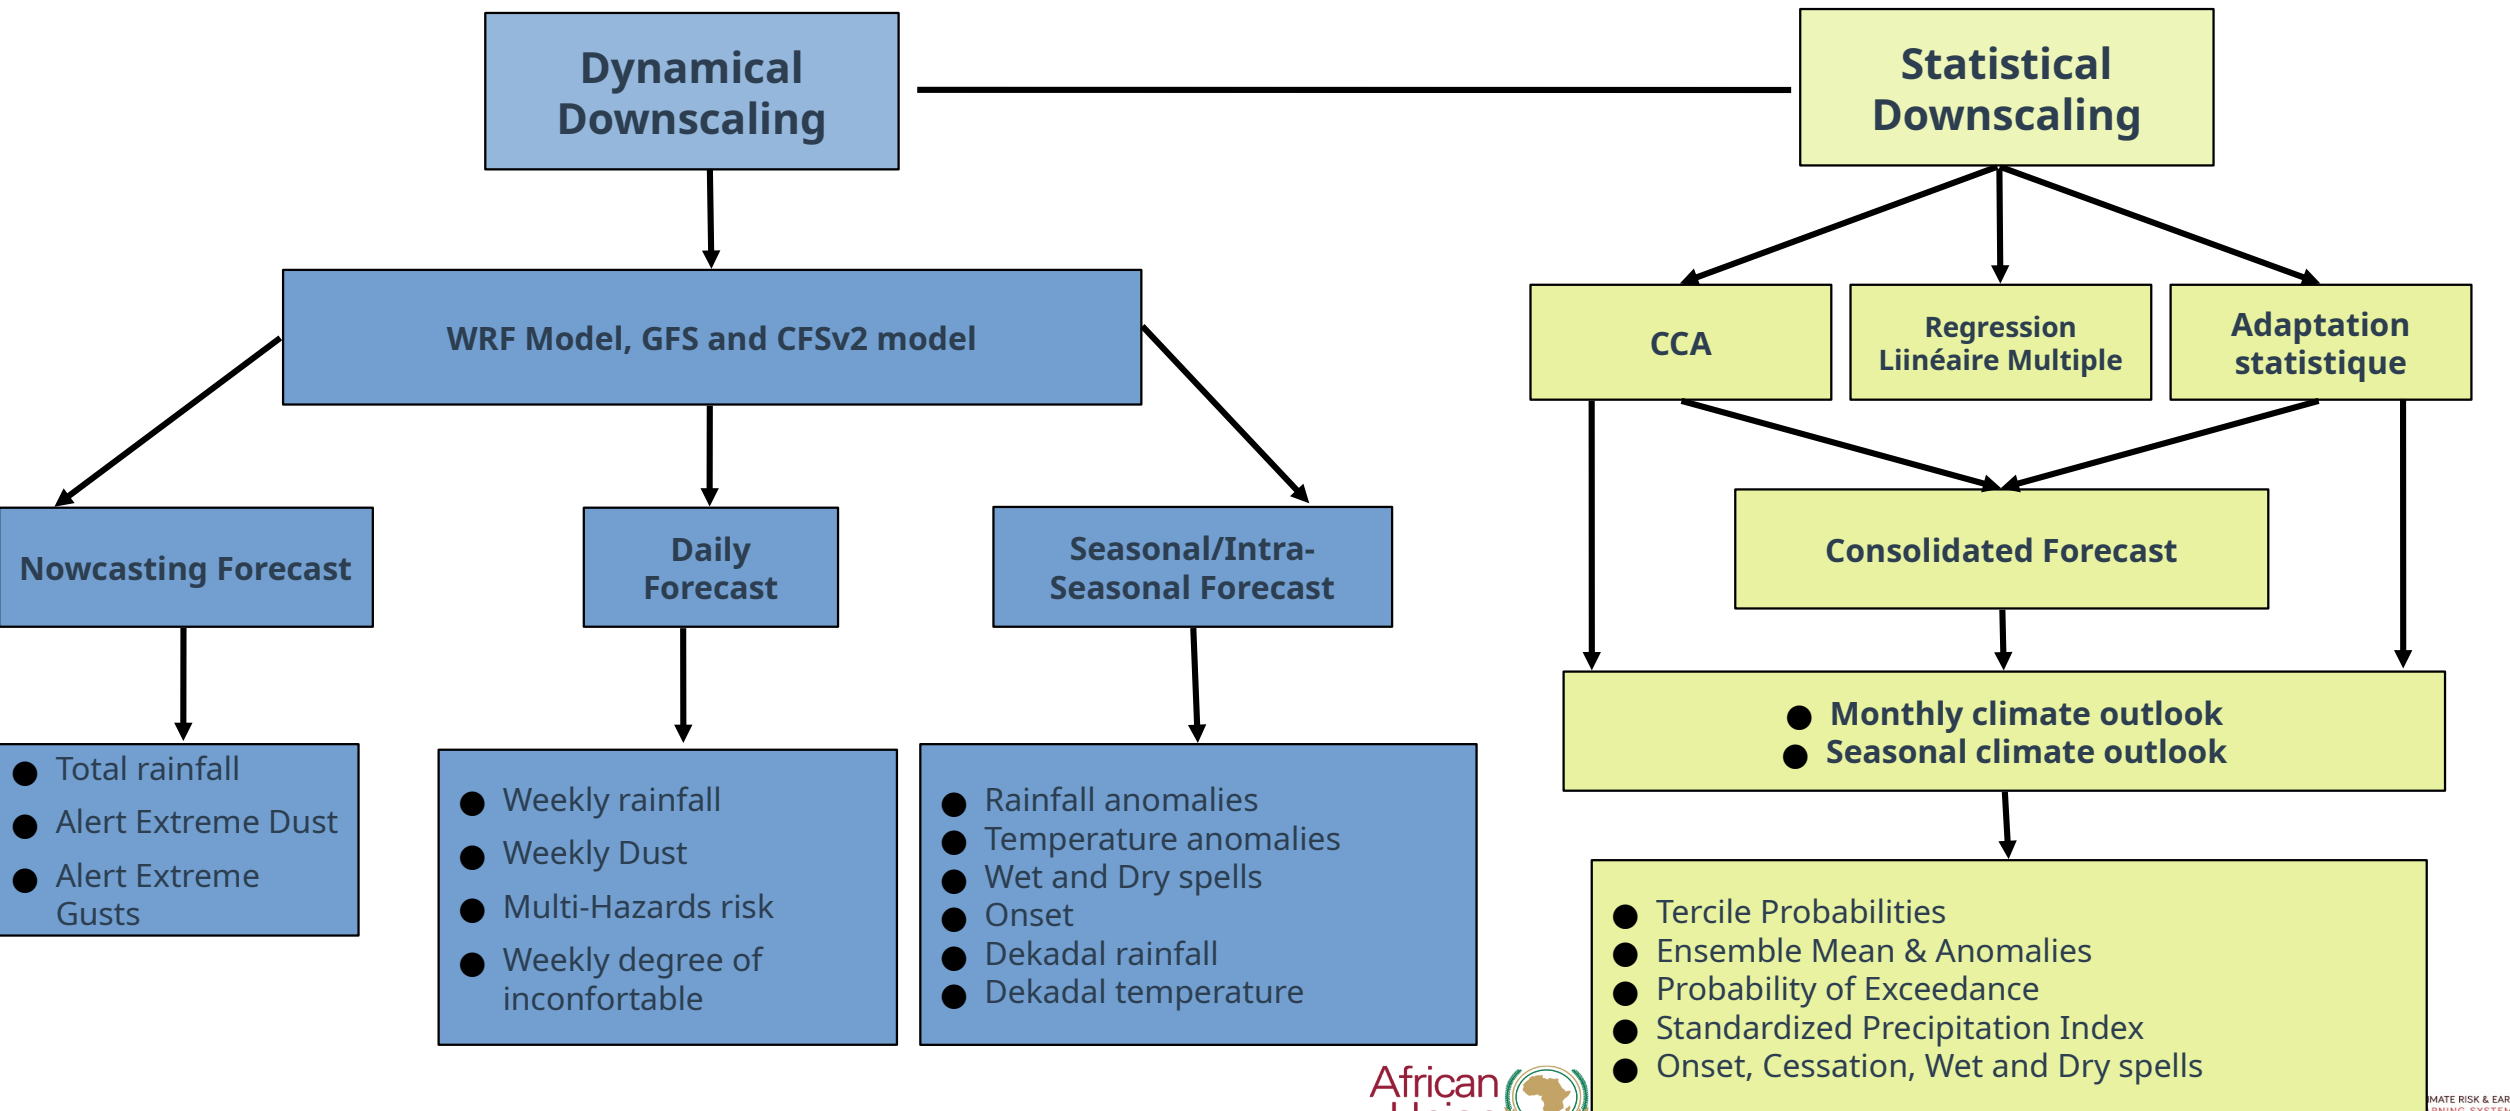 Dynamical
Downscaling
Statistical
Downscaling
WRF Model, GFS and CFSv2 model
CCA
Regression
Liinéaire Multiple
Adaptation
statistique
Nowcasting Forecast
Daily
Forecast
Seasonal/Intra-
Seasonal Forecast
Consolidated Forecast
● Monthly climate outlook
● Seasonal climate outlook
● Total rainfall
● Alert Extreme Dust
● Alert Extreme
Gusts
● Weekly rainfall
● Weekly Dust
● Multi-Hazards risk
● Weekly degree of
inconfortable
● Rainfall anomalies
● Temperature anomalies
● Wet and Dry spells
● Onset
● Dekadal rainfall
● Dekadal temperature
● Tercile Probabilities
● Ensemble Mean & Anomalies
● Probability of Exceedance
● Standardized Precipitation Index
● Onset, Cessation, Wet and Dry spells
African
IMATE RISK & EAR